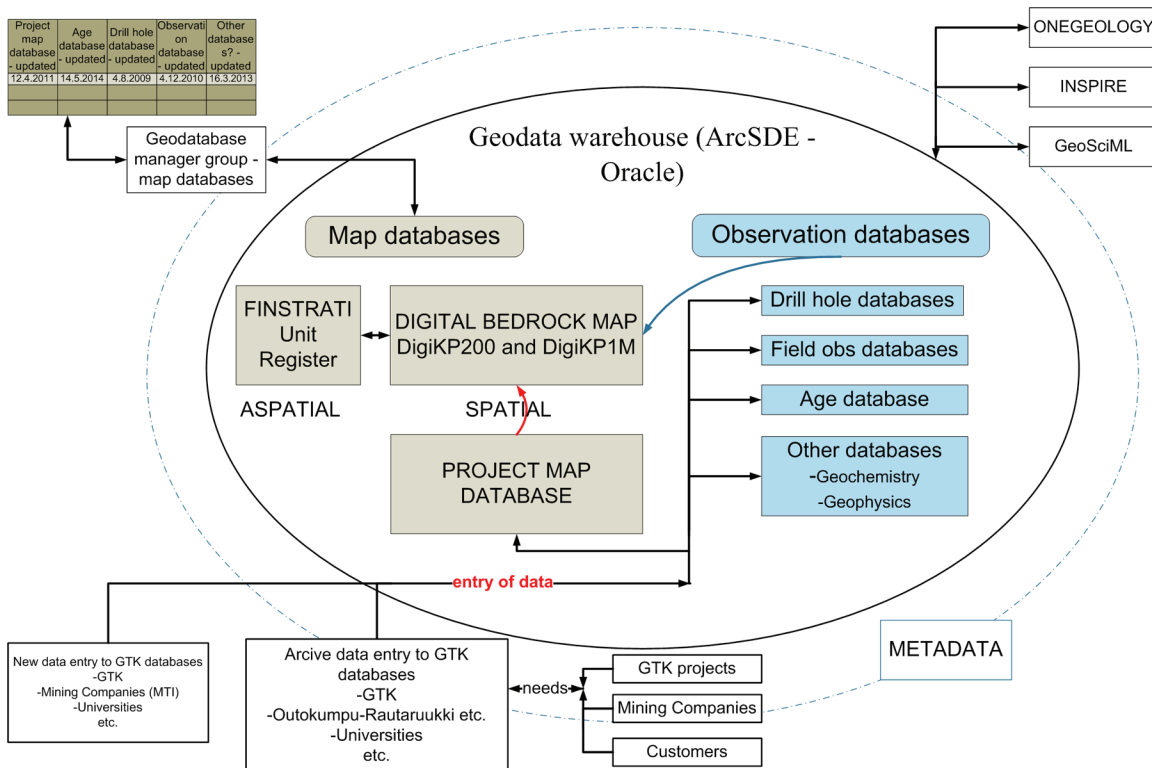 Project
map
database
- updated
Age
database
- updated
Drill hole
database
- updated
Observati
on
database
- updated
Other
databas
es? -
updated
12.4.2011
14.5.2014
4.8.2009
4.12.2010
16.3.2013
Geodatabase
manager group -
map databases
ONEGEOLOGY
INSPIRE
GeoSciML
Geodata warehouse (ArcSDE -
Oracle)
Map databases
Observation databases
FINSTRATI
Unit
Register
DIGITAL BEDROCK MAP
DigiKP200 and DigiKP1M
Drill hole databases
Field obs databases
Age database
Other databases
-Geochemistry
-Geophysics
ASPATIAL
SPATIAL
PROJECT MAP
DATABASE
entry of data
New data entry to GTK databases
-GTK
-Mining Companies (MTI)
-Universities
etc.
Arcive data entry to GTK
databases
-GTK
-Outokumpu-Rautaruukki etc.
-Universities
etc.
needs
GTK projects
Mining Companies
Customers
METADATA